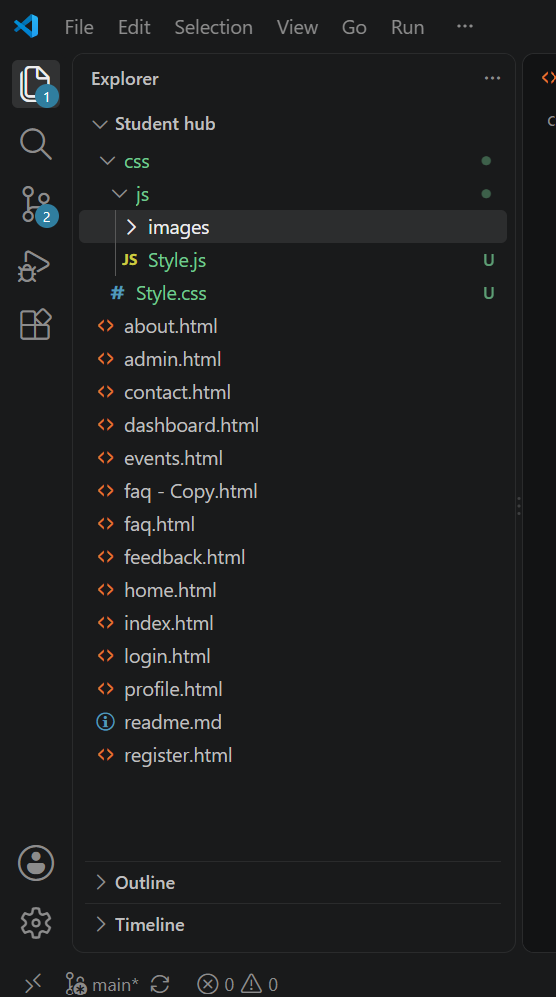 File Edit Selection View Go Run ...
Explorer ...
1
Student hub
css
js
2
images
JS Style.js U
# Style.css U
about.html
admin.html
contact.html
dashboard.html
events.html
faq - Copy.html
faq.html
feedback.html
home.html
index.html
login.html
profile.html
readme.md
register.html
Outline
Timeline
main* 0 0